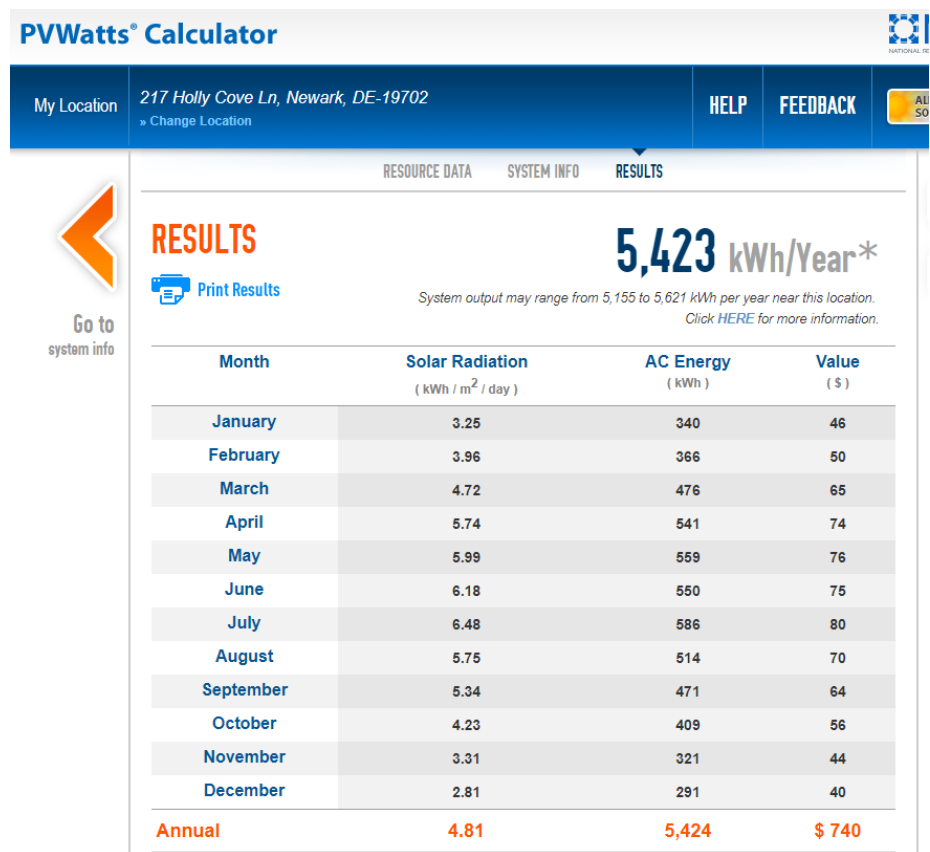 PVWatts® Calculator
NATIONAL RE
My Location
217 Holly Cove Ln, Newark, DE-19702
» Change Location
HELP
FEEDBACK
AL
SO
RESOURCE DATA SYSTEM INFO RESULTS
RESULTS
Print Results
5,423 kWh/Year*
System output may range from 5,155 to 5,621 kWh per year near this location.
Click HERE for more information.
Go to
system info
Month Solar Radiation AC Energy Value
( kWh / m2 / day ) ( kWh ) ( $ )
January 3.25 340 46
February 3.96 366 50
March 4.72 476 65
April 5.74 541 74
May 5.99 559 76
June 6.18 550 75
July 6.48 586 80
August 5.75 514 70
September 5.34 471 64
October 4.23 409 56
November 3.31 321 44
December 2.81 291 40
Annual 4.81 5,424 $ 740